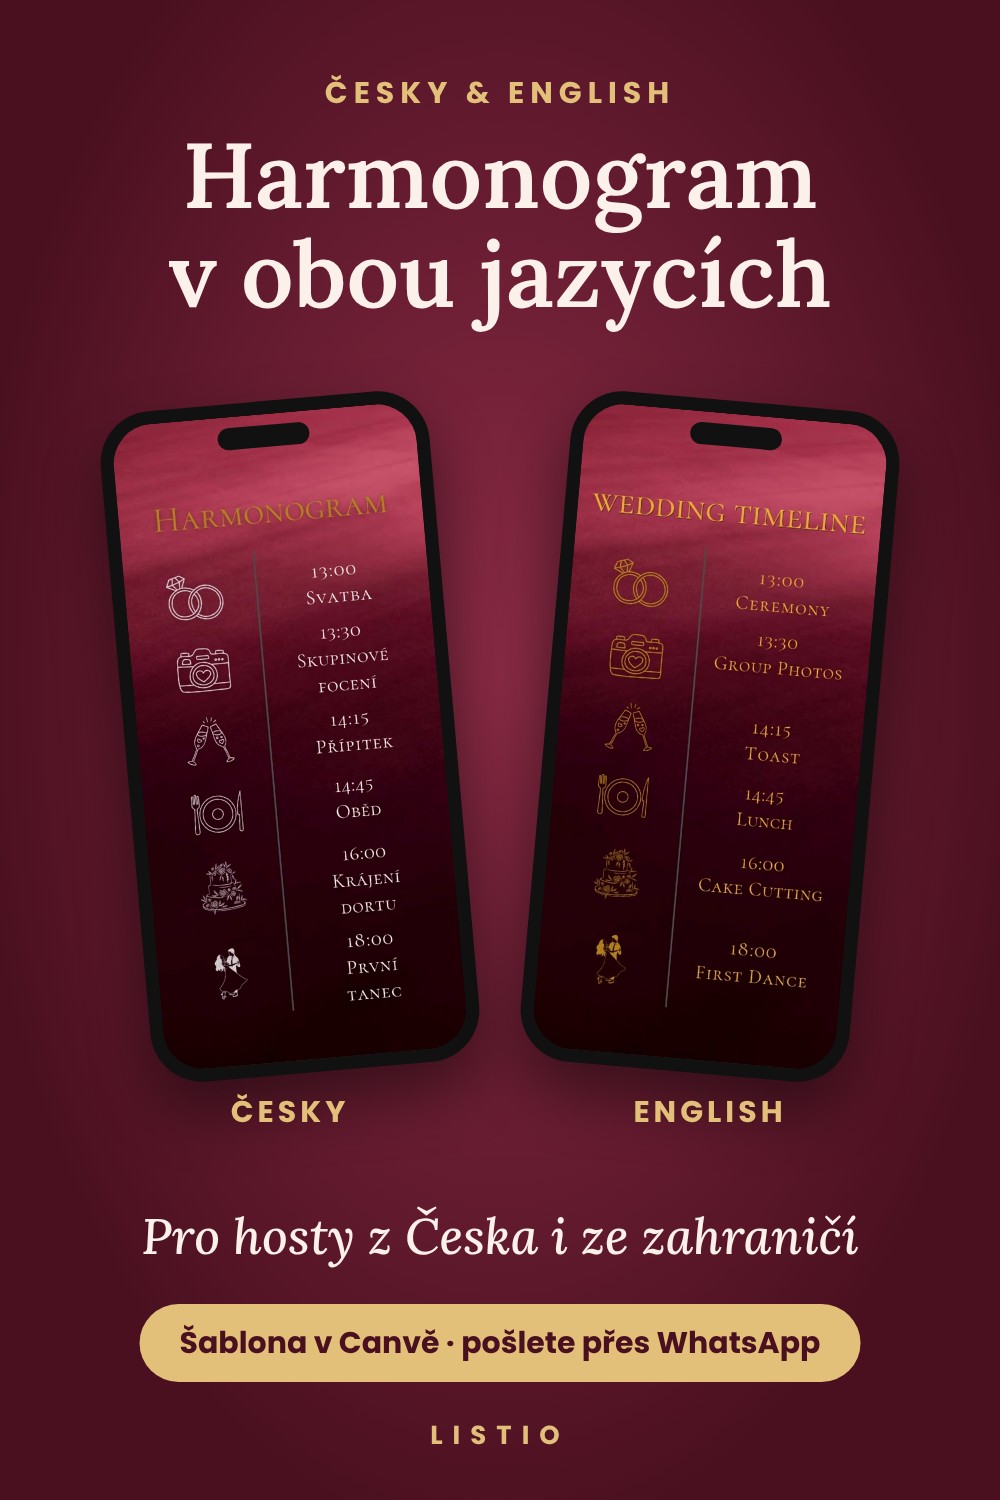 ČESKY & ENGLISH
Harmonogram
v obou jazycích
Harmonogram
13:00
Svatba
13:30
Skupinové
focení
14:15
Přípitek
14:45
Oběd
16:00
Krájení
dortu
18:00
První
tanec
WEDDING TIMELINE
13:00
Ceremony
13:30
Group Photos
14:15
Toast
14:45
Lunch
16:00
Cake Cutting
18:00
First Dance
ČESKY
ENGLISH
Pro hosty z Česka i ze zahraničí
Šablona v Canvě · pošlete přes WhatsApp
LISTIO